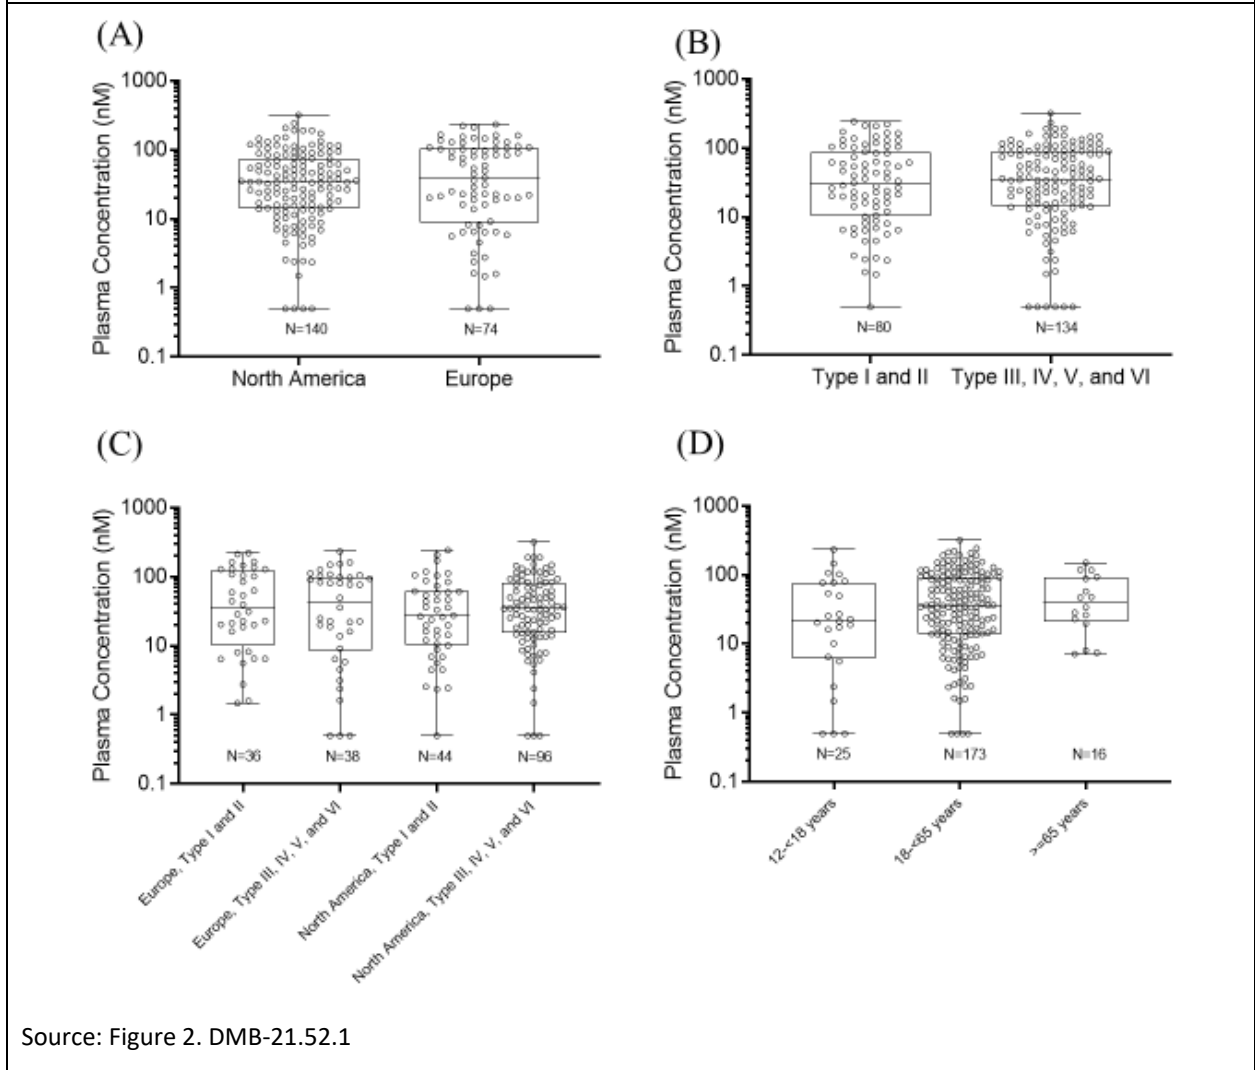 (A)
Plasma Concentration (nM)
1000
100
10
1
0.1
N=140
N=74
North America
Europe
(B)
Plasma Concentration (nM)
1000
100
10
1
0.1
N=80
N=134
Type I and II
Type III, IV, V, and VI
(C)
Plasma Concentration (nM)
1000
100
10
1
0.1
N=36
N=38
N=44
N=96
Europe, Type I and II
Europe, Type III, IV, V, and VI
North America, Type I and II
North America, Type III, IV, V, and VI
(D)
Plasma Concentration (nM)
1000
100
10
1
0.1
N=25
N=173
N=16
12-<18 years
18-<65 years
>=65 years
Source: Figure 2. DMB-21.52.1